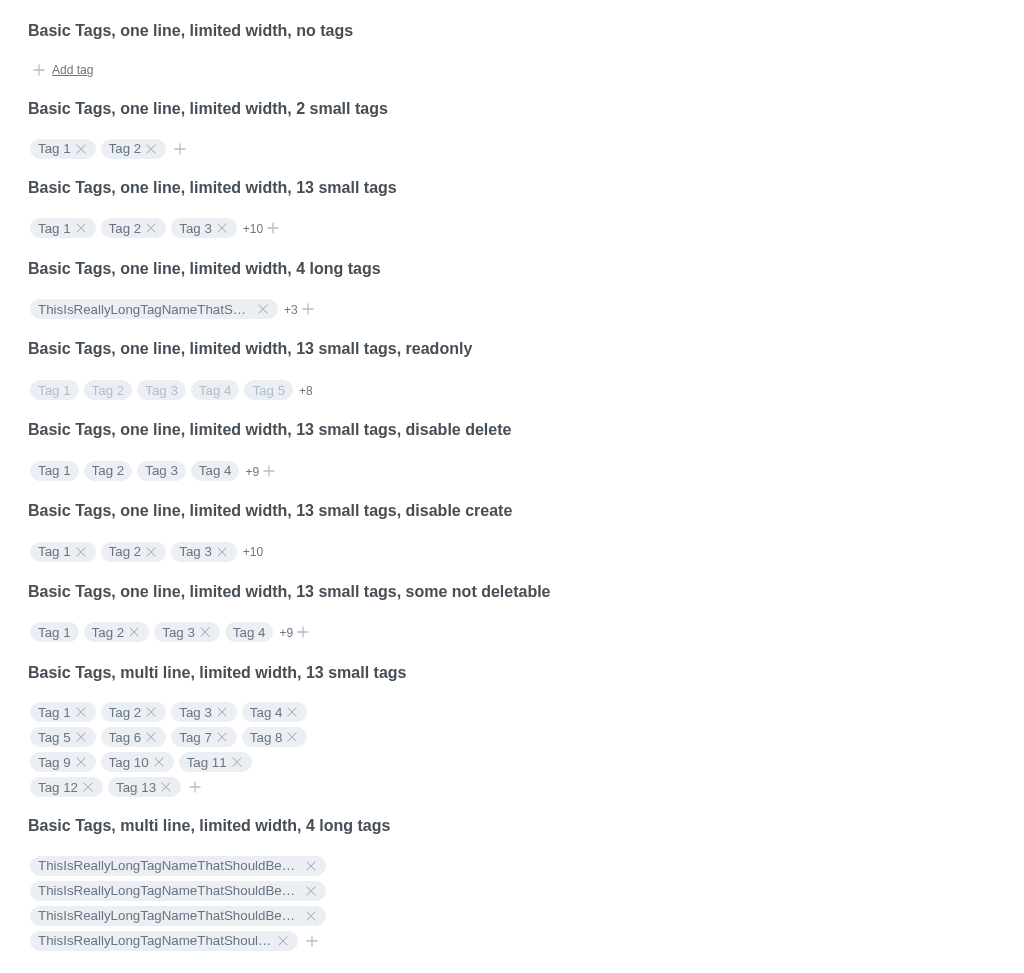 Basic Tags, one line, limited width, no tags
Add tag
Basic Tags, one line, limited width, 2 small tags
Tag 1 Tag 2
Basic Tags, one line, limited width, 13 small tags
Tag 1 Tag 2 Tag 3 +10
Basic Tags, one line, limited width, 4 long tags
ThisIsReallyLongTagNameThatS… +3
Basic Tags, one line, limited width, 13 small tags, readonly
Tag 1 Tag 2 Tag 3 Tag 4 Tag 5 +8
Basic Tags, one line, limited width, 13 small tags, disable delete
Tag 1 Tag 2 Tag 3 Tag 4 +9
Basic Tags, one line, limited width, 13 small tags, disable create
Tag 1 Tag 2 Tag 3 +10
Basic Tags, one line, limited width, 13 small tags, some not deletable
Tag 1 Tag 2 Tag 3 Tag 4 +9
Basic Tags, multi line, limited width, 13 small tags
Tag 1 Tag 2 Tag 3 Tag 4
Tag 5 Tag 6 Tag 7 Tag 8
Tag 9 Tag 10 Tag 11
Tag 12 Tag 13
Basic Tags, multi line, limited width, 4 long tags
ThisIsReallyLongTagNameThatShouldBe…
ThisIsReallyLongTagNameThatShouldBe…
ThisIsReallyLongTagNameThatShouldBe…
ThisIsReallyLongTagNameThatShoul…